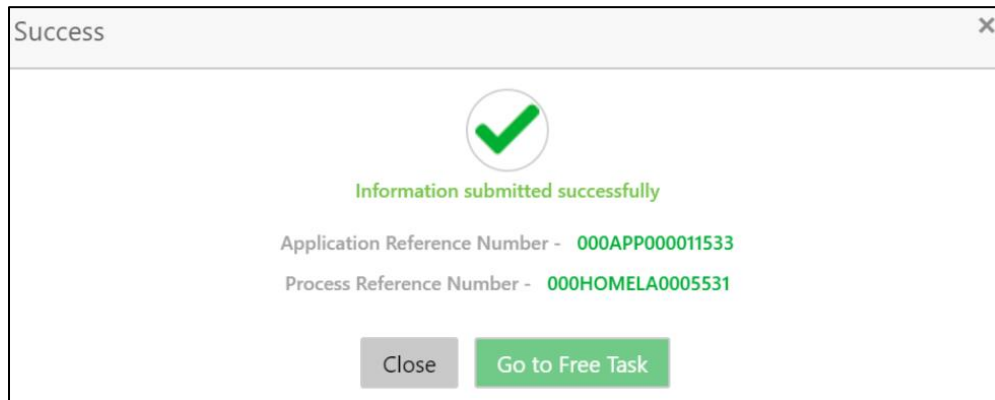 Success
Information submitted successfully
Application Reference Number - 000APP000011533
Process Reference Number - 000HOMELA0005531
Close Go to Free Task